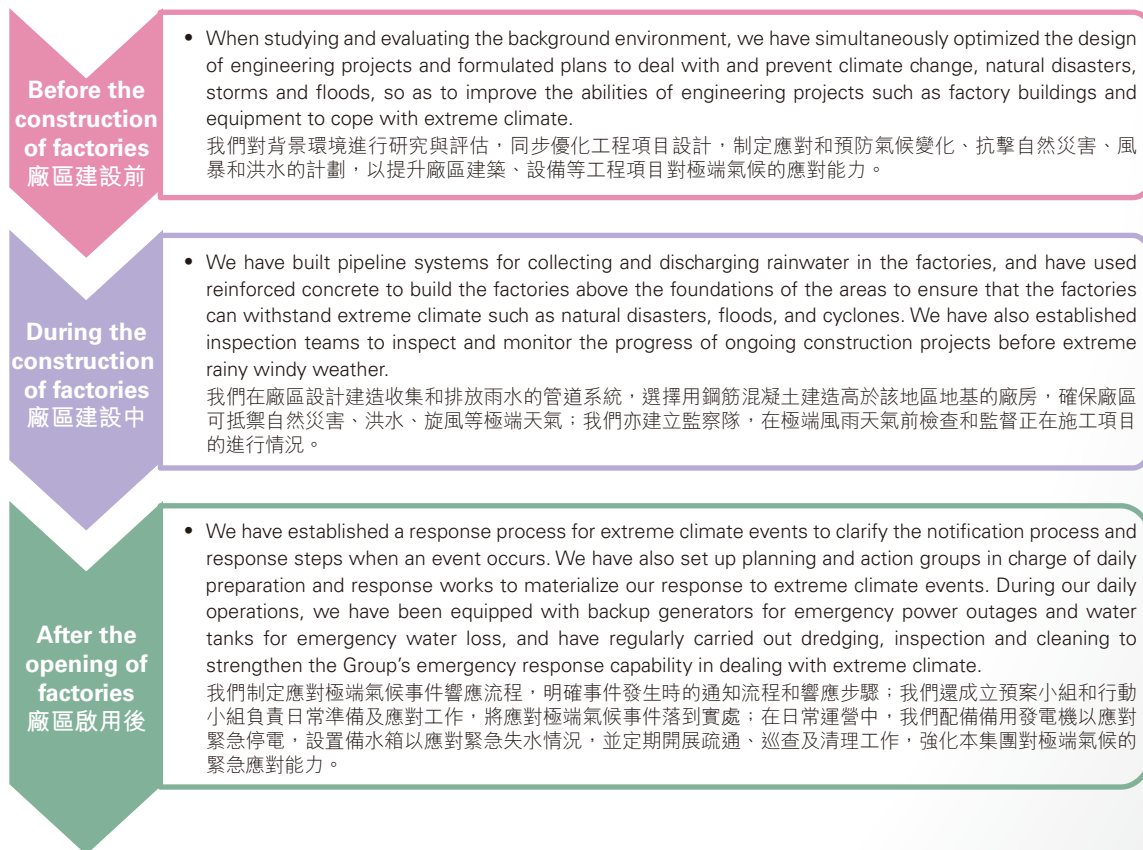 Before the
construction
of factories
廠區建設前
• When studying and evaluating the background environment, we have simultaneously optimized the design
of engineering projects and formulated plans to deal with and prevent climate change, natural disasters,
storms and floods, so as to improve the abilities of engineering projects such as factory buildings and
equipment to cope with extreme climate.
我們對背景環境進行研究與評估，同步優化工程項目設計，制定應對和預防氣候變化、抗擊自然災害、風
暴和洪水的計劃，以提升廠區建築、設備等工程項目對極端氣候的應對能力。
During the
construction
of factories
廠區建設中
• We have built pipeline systems for collecting and discharging rainwater in the factories, and have used
reinforced concrete to build the factories above the foundations of the areas to ensure that the factories
can withstand extreme climate such as natural disasters, floods, and cyclones. We have also established
inspection teams to inspect and monitor the progress of ongoing construction projects before extreme
rainy windy weather.
我們在廠區設計建造收集和排放雨水的管道系統，選擇用鋼筋混凝土建造高於該地區地基的廠房，確保廠區
可抵禦自然災害、洪水、旋風等極端天氣；我們亦建立監察隊，在極端風雨天氣前檢查和監督正在施工項目
的進行情況。
After the
opening of
factories
廠區啟用後
• We have established a response process for extreme climate events to clarify the notification process and
response steps when an event occurs. We have also set up planning and action groups in charge of daily
preparation and response works to materialize our response to extreme climate events. During our daily
operations, we have been equipped with backup generators for emergency power outages and water
tanks for emergency water loss, and have regularly carried out dredging, inspection and cleaning to
strengthen the Group's emergency response capability in dealing with extreme climate.
我們制定應對極端氣候事件響應流程，明確事件發生時的通知流程和響應步驟；我們還成立預案小組和行動
小組負責日常準備及應對工作，將應對極端氣候事件落到實處；在日常運營中，我們配備備用發電機以應對
緊急停電，設置備水箱以應對緊急失水情況，並定期開展疏通、巡查及清理工作，強化本集團對極端氣候的
緊急應對能力。